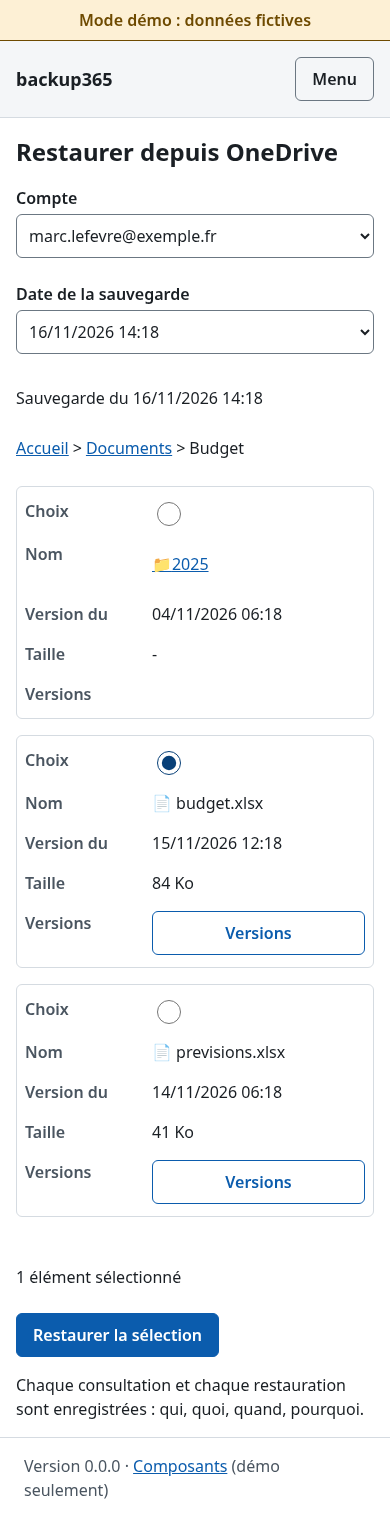 Mode démo : données fictives
backup365
Menu
Restaurer depuis OneDrive
Compte
marc.lefevre@exemple.fr
Date de la sauvegarde
16/11/2026 14:18
Sauvegarde du 16/11/2026 14:18
Accueil > Documents > Budget
Choix
Nom 📁2025
Version du 04/11/2026 06:18
Taille -
Versions
Choix
Nom 📄 budget.xlsx
Version du 15/11/2026 12:18
Taille 84 Ko
Versions Versions
Choix
Nom 📄 previsions.xlsx
Version du 14/11/2026 06:18
Taille 41 Ko
Versions Versions
1 élément sélectionné
Restaurer la sélection
Chaque consultation et chaque restauration
sont enregistrées : qui, quoi, quand, pourquoi.
Version 0.0.0 · Composants (démo
seulement)